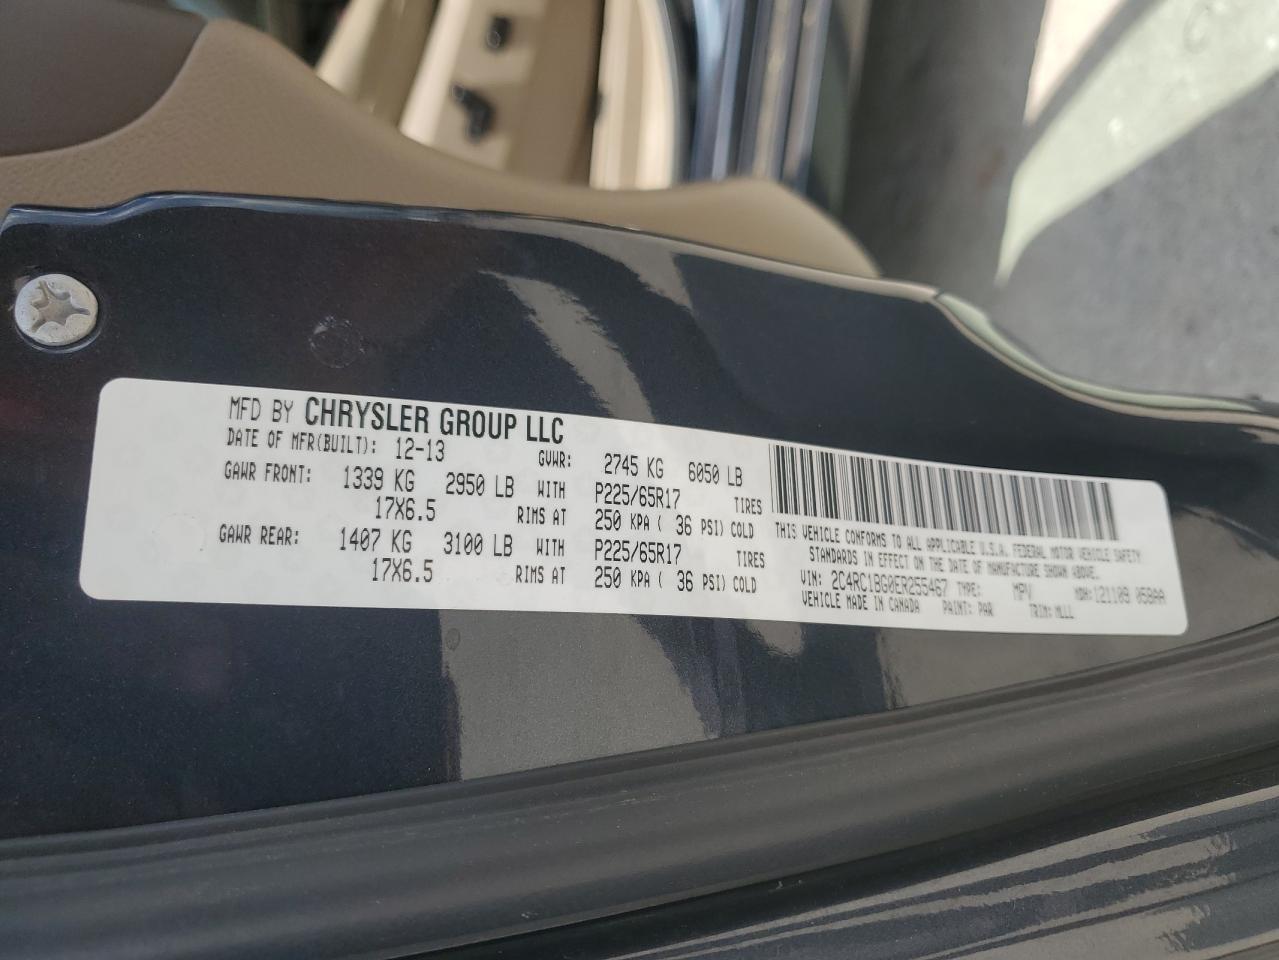 MFD BY CHRYSLER GROUP LLC
DATE OF MFR(BUILT): 12-13 GVWR: 2745 KG 6050 LB
GAWR FRONT: 1339 KG 2950 LB WITH P225/65R17 TIRES
17X6.5 RIMS AT 250 KPA ( 36 PSI) COLD
GAWR REAR: 1407 KG 3100 LB WITH P225/65R17 TIRES
17X6.5 RIMS AT 250 KPA ( 36 PSI) COLD
THIS VEHICLE CONFORMS TO ALL APPLICABLE U.S.A. FEDERAL MOTOR VEHICLE SAFETY
STANDARDS IN EFFECT ON THE DATE OF MANUFACTURE SHOWN ABOVE.
VIN: 2C4RC1BG0ER255467 TYPE: MPV MDH:121109 058AA
VEHICLE MADE IN CANADA PAINT: PAR TRIM: MLLL